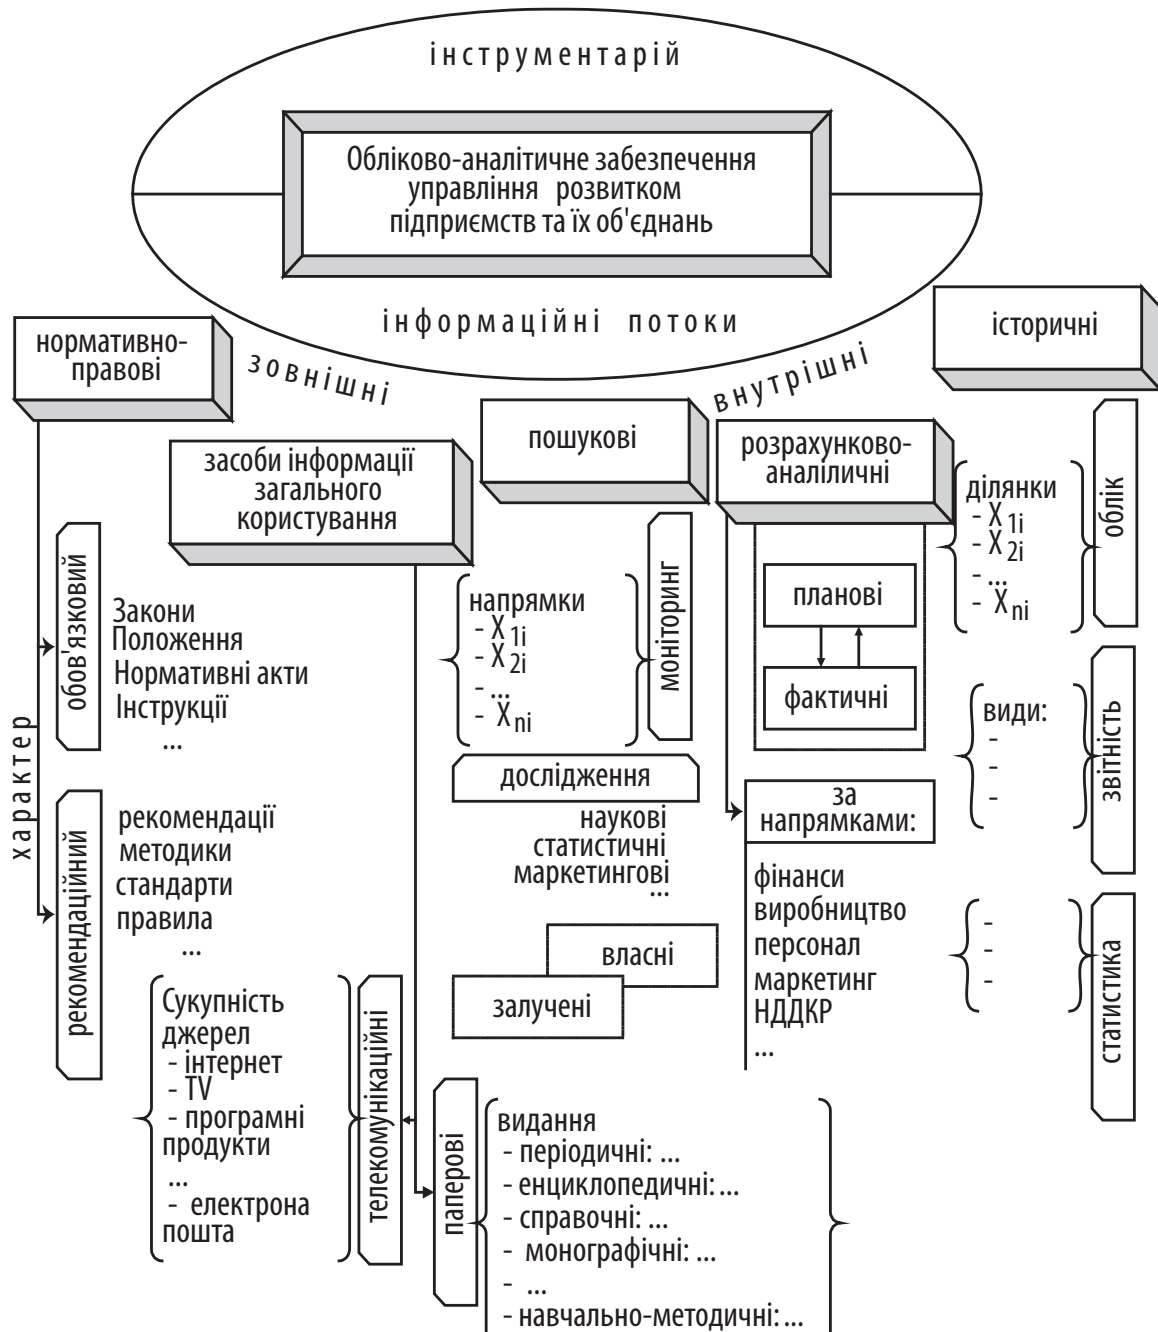 інструментарій
Обліково-аналітичне забезпечення
управління розвитком
підприємств та їх об'єднань
інформаційні потоки
зовнішні
внутрішні
нормативно-
правові
характер
обов'язковий
Закони
Положення
Нормативні акти
Інструкції
...
рекомендаційний
рекомендації
методики
стандарти
правила
...
засоби інформації
загального
користування
Сукупність
джерел
- інтернет
- TV
- програмні
продукти
...
- електрона
пошта
телекомунікаційні
паперові
видання
- періодичні: ...
- енциклопедичні: ...
- справочні: ...
- монографічні: ...
- ...
- навчально-методичні: ...
пошукові
напрямки
- X 1i
- X 2i
- ...
- X ni
моніторинг
дослідження
наукові
статистичні
маркетингові
...
власні
залучені
розрахунково-
аналіличні
планові
фактичні
за
напрямками:
фінанси
виробництво
персонал
маркетинг
НДДКР
...
історичні
ділянки
- X 1i
- X 2i
- ...
- X ni
облік
види:
-
-
-
звітність
-
-
-
статистика